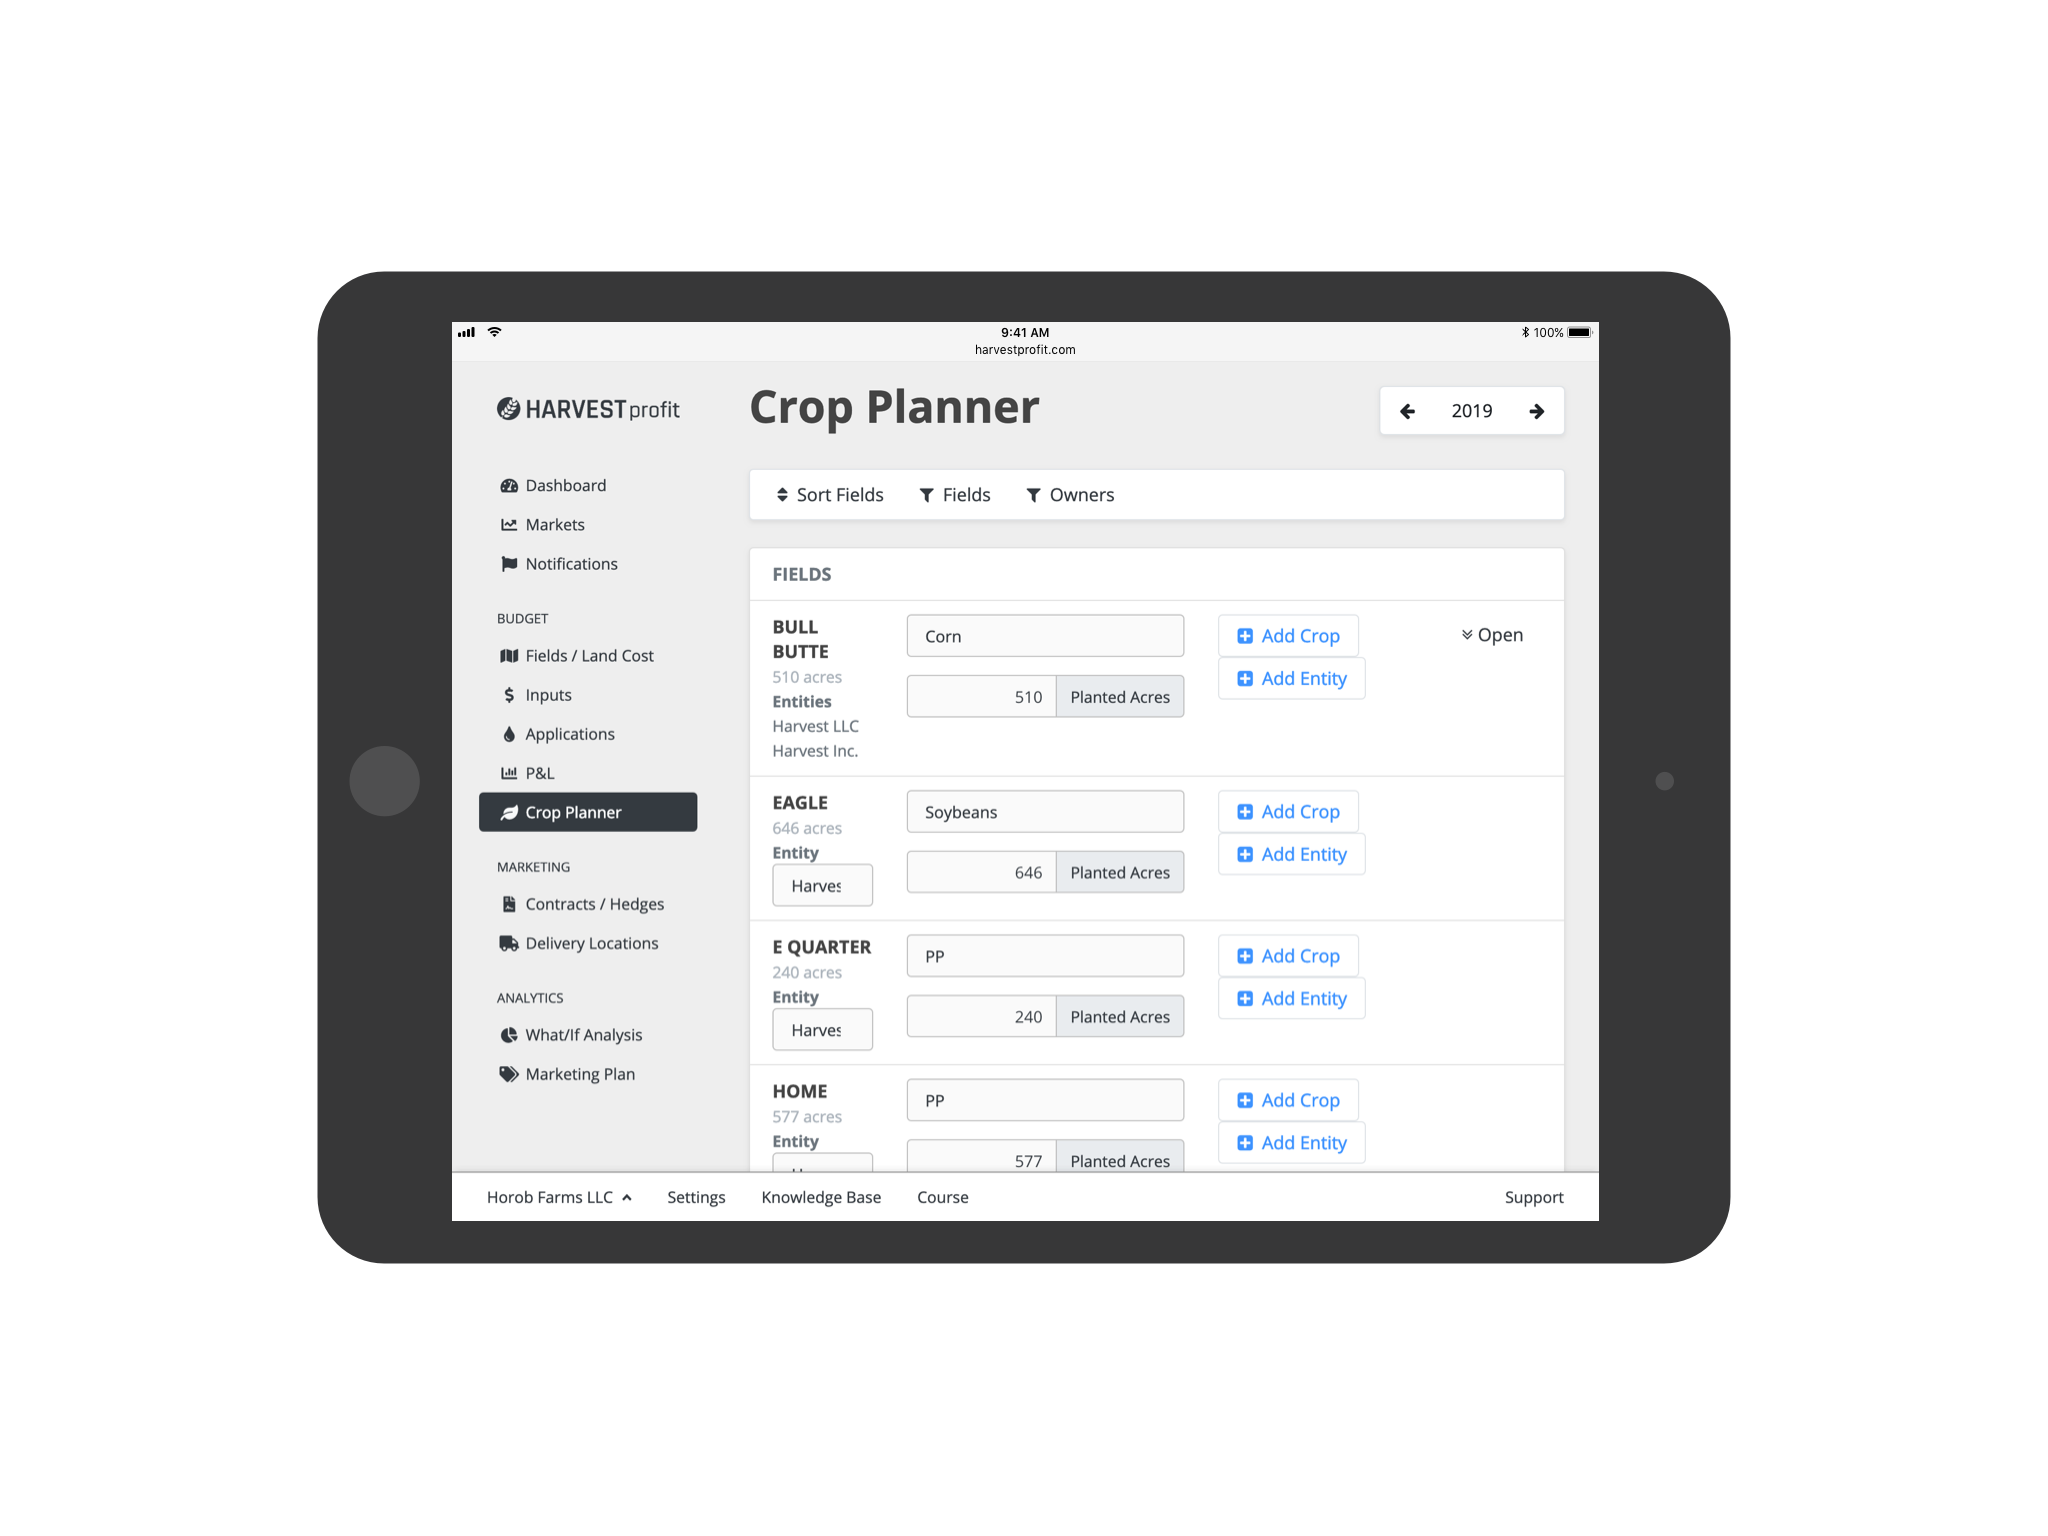 9:41 AM
100%
harvestprofit.com
HARVESTprofit
Dashboard
Markets
Notifications
BUDGET
Fields / Land Cost
Inputs
Applications
P&L
Crop Planner
MARKETING
Contracts / Hedges
Delivery Locations
ANALYTICS
What/If Analysis
Marketing Plan
Crop Planner
2019
Sort Fields
Fields
Owners
FIELDS
BULL
BUTTE
510 acres
Entities
Harvest LLC
Harvest Inc.
Corn
510 Planted Acres
Add Crop
Add Entity
Open
EAGLE
646 acres
Entity
Harves
Soybeans
646 Planted Acres
Add Crop
Add Entity
E QUARTER
240 acres
Entity
Harves
PP
240 Planted Acres
Add Crop
Add Entity
HOME
577 acres
Entity
PP
577 Planted Acres
Add Crop
Add Entity
Horob Farms LLC
Settings
Knowledge Base
Course
Support